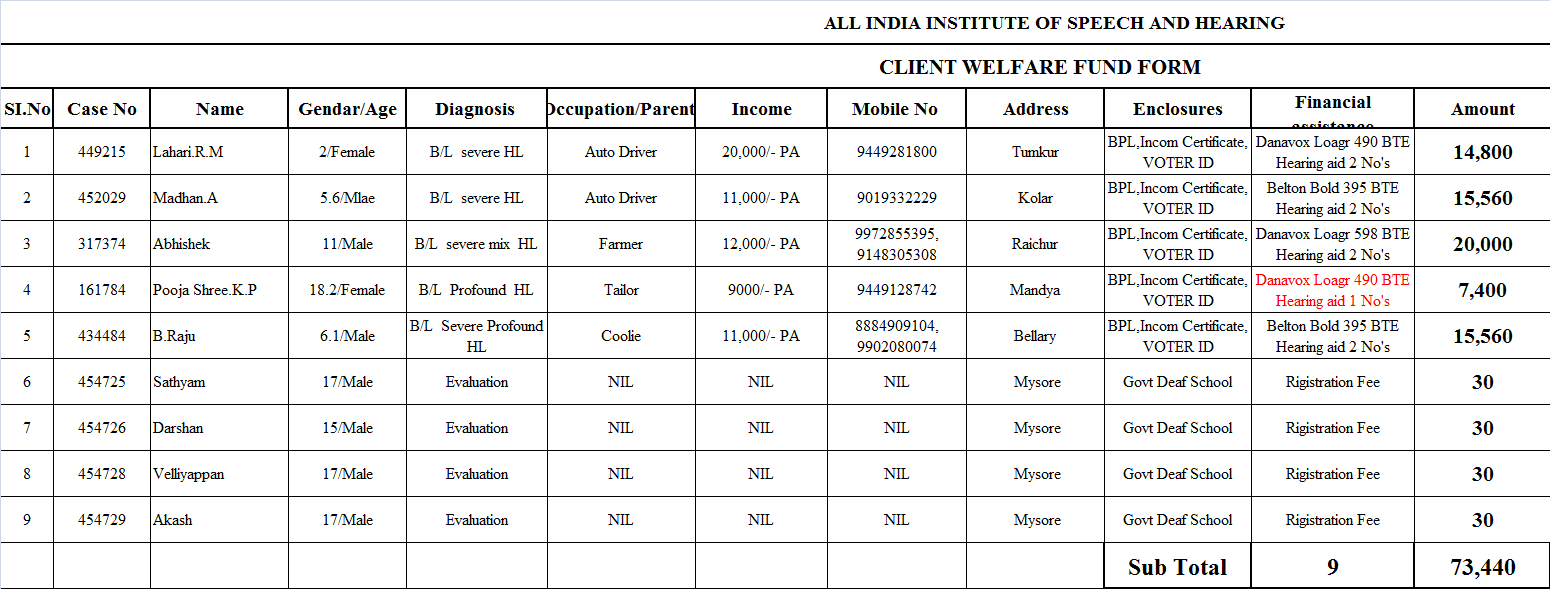 ALL INDIA INSTITUTE OF SPEECH AND HEARING
CLIENT WELFARE FUND FORM
SI.No Case No Name Gendar/Age Diagnosis Occupation/Parent Income Mobile No Address Enclosures Financial assistance Amount
1 449215 Lahari.R.M 2/Female B/L severe HL Auto Driver 20,000/- PA 9449281800 Tumkur BPL,Incom Certificate, VOTER ID Danavox Loagr 490 BTE Hearing aid 2 No's 14,800
2 452029 Madhan.A 5.6/Mlae B/L severe HL Auto Driver 11,000/- PA 9019332229 Kolar BPL,Incom Certificate, VOTER ID Belton Bold 395 BTE Hearing aid 2 No's 15,560
3 317374 Abhishek 11/Male B/L severe mix HL Farmer 12,000/- PA 9972855395, 9148305308 Raichur BPL,Incom Certificate, VOTER ID Danavox Loagr 598 BTE Hearing aid 2 No's 20,000
4 161784 Pooja Shree.K.P 18.2/Female B/L Profound HL Tailor 9000/- PA 9449128742 Mandya BPL,Incom Certificate, VOTER ID Danavox Loagr 490 BTE Hearing aid 1 No's 7,400
5 434484 B.Raju 6.1/Male B/L Severe Profound HL Coolie 11,000/- PA 8884909104, 9902080074 Bellary BPL,Incom Certificate, VOTER ID Belton Bold 395 BTE Hearing aid 2 No's 15,560
6 454725 Sathyam 17/Male Evaluation NIL NIL NIL Mysore Govt Deaf School Rigistration Fee 30
7 454726 Darshan 15/Male Evaluation NIL NIL NIL Mysore Govt Deaf School Rigistration Fee 30
8 454728 Velliyappan 17/Male Evaluation NIL NIL NIL Mysore Govt Deaf School Rigistration Fee 30
9 454729 Akash 17/Male Evaluation NIL NIL NIL Mysore Govt Deaf School Rigistration Fee 30
Sub Total 9 73,440